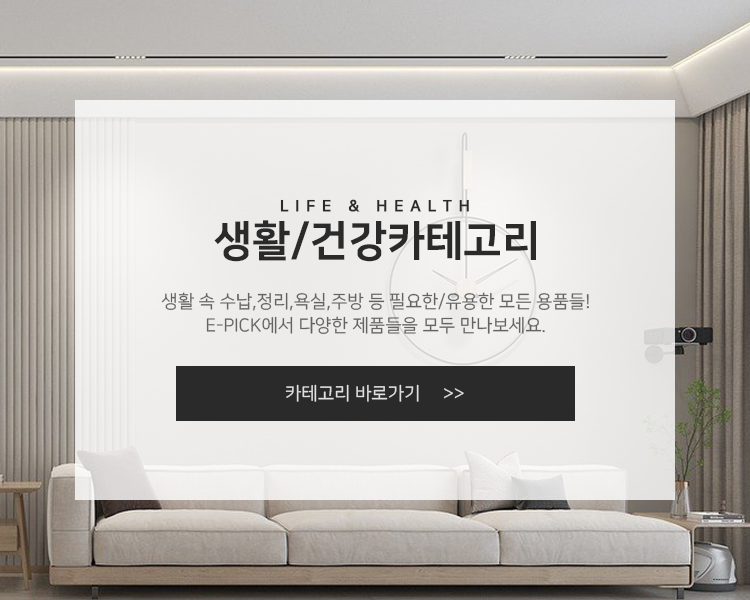 LIFE & HEALTH
생활/건강카테고리
생활 속 수납,정리,욕실,주방 등 필요한/유용한 모든 용품들!
E-PICK에서 다양한 제품들을 모두 만나보세요.
카테고리 바로가기 >>